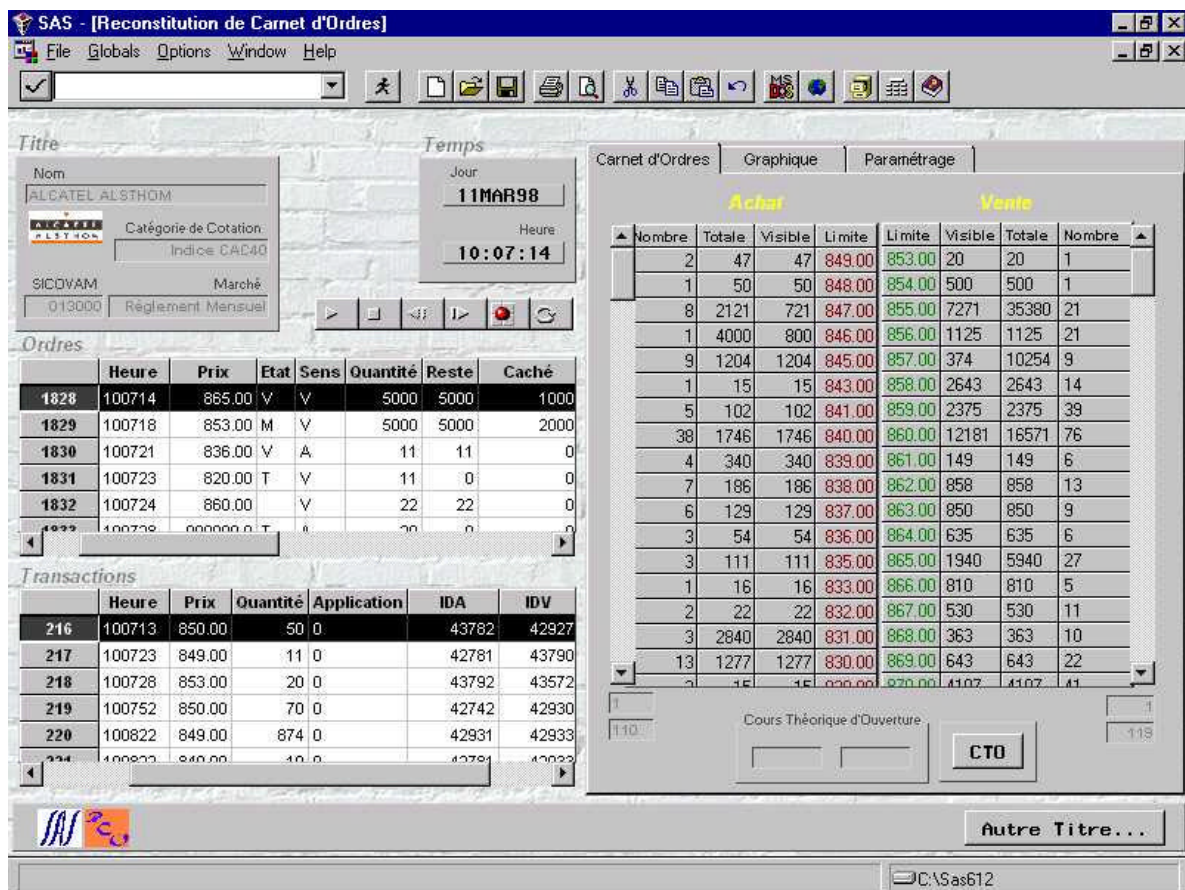 SAS - [Reconstitution de Carnet d'Ordres]
File Globals Options Window Help
Titre
Nom
ALCATEL ALSTHOM
ALCATEL
ALSTHOM
Catégorie de Cotation
Indice CAC40
SICOVAM Marché
013000 Réglement Mensuel
Temps
Jour
11MAR98
Heure
10:07:14
Ordres
Heure Prix Etat Sens Quantité Reste Caché
1828 100714 865.00 V V 5000 5000 1000
1829 100718 853.00 M V 5000 5000 2000
1830 100721 836.00 V A 11 11 0
1831 100723 820.00 T V 11 0 0
1832 100724 860.00 V 22 22 0
Transactions
Heure Prix Quantité Application IDA IDV
216 100713 850.00 50 0 43782 42927
217 100723 849.00 11 0 42781 43790
218 100728 853.00 20 0 43792 43572
219 100752 850.00 70 0 42742 42930
220 100822 849.00 874 0 42931 42933
Carnet d'Ordres Graphique Paramétrage
Achat Vente
Nombre Totale Visible Limite Limite Visible Totale Nombre
2 47 47 849.00 853.00 20 20 1
1 50 50 848.00 854.00 500 500 1
8 2121 721 847.00 855.00 7271 35380 21
1 4000 800 846.00 856.00 1125 1125 21
9 1204 1204 845.00 857.00 374 10254 9
1 15 15 843.00 858.00 2643 2643 14
5 102 102 841.00 859.00 2375 2375 39
38 1746 1746 840.00 860.00 12181 16571 76
4 340 340 839.00 861.00 149 149 6
7 186 186 838.00 862.00 858 858 13
6 129 129 837.00 863.00 850 850 9
3 54 54 836.00 864.00 635 635 6
3 111 111 835.00 865.00 1940 5940 27
1 16 16 833.00 866.00 810 810 5
2 22 22 832.00 867.00 530 530 11
3 2840 2840 831.00 868.00 363 363 10
13 1277 1277 830.00 869.00 643 643 22
1 1
110 119
Cours Théorique d'Ouverture
CTO
Autre Titre...
C:\Sas612